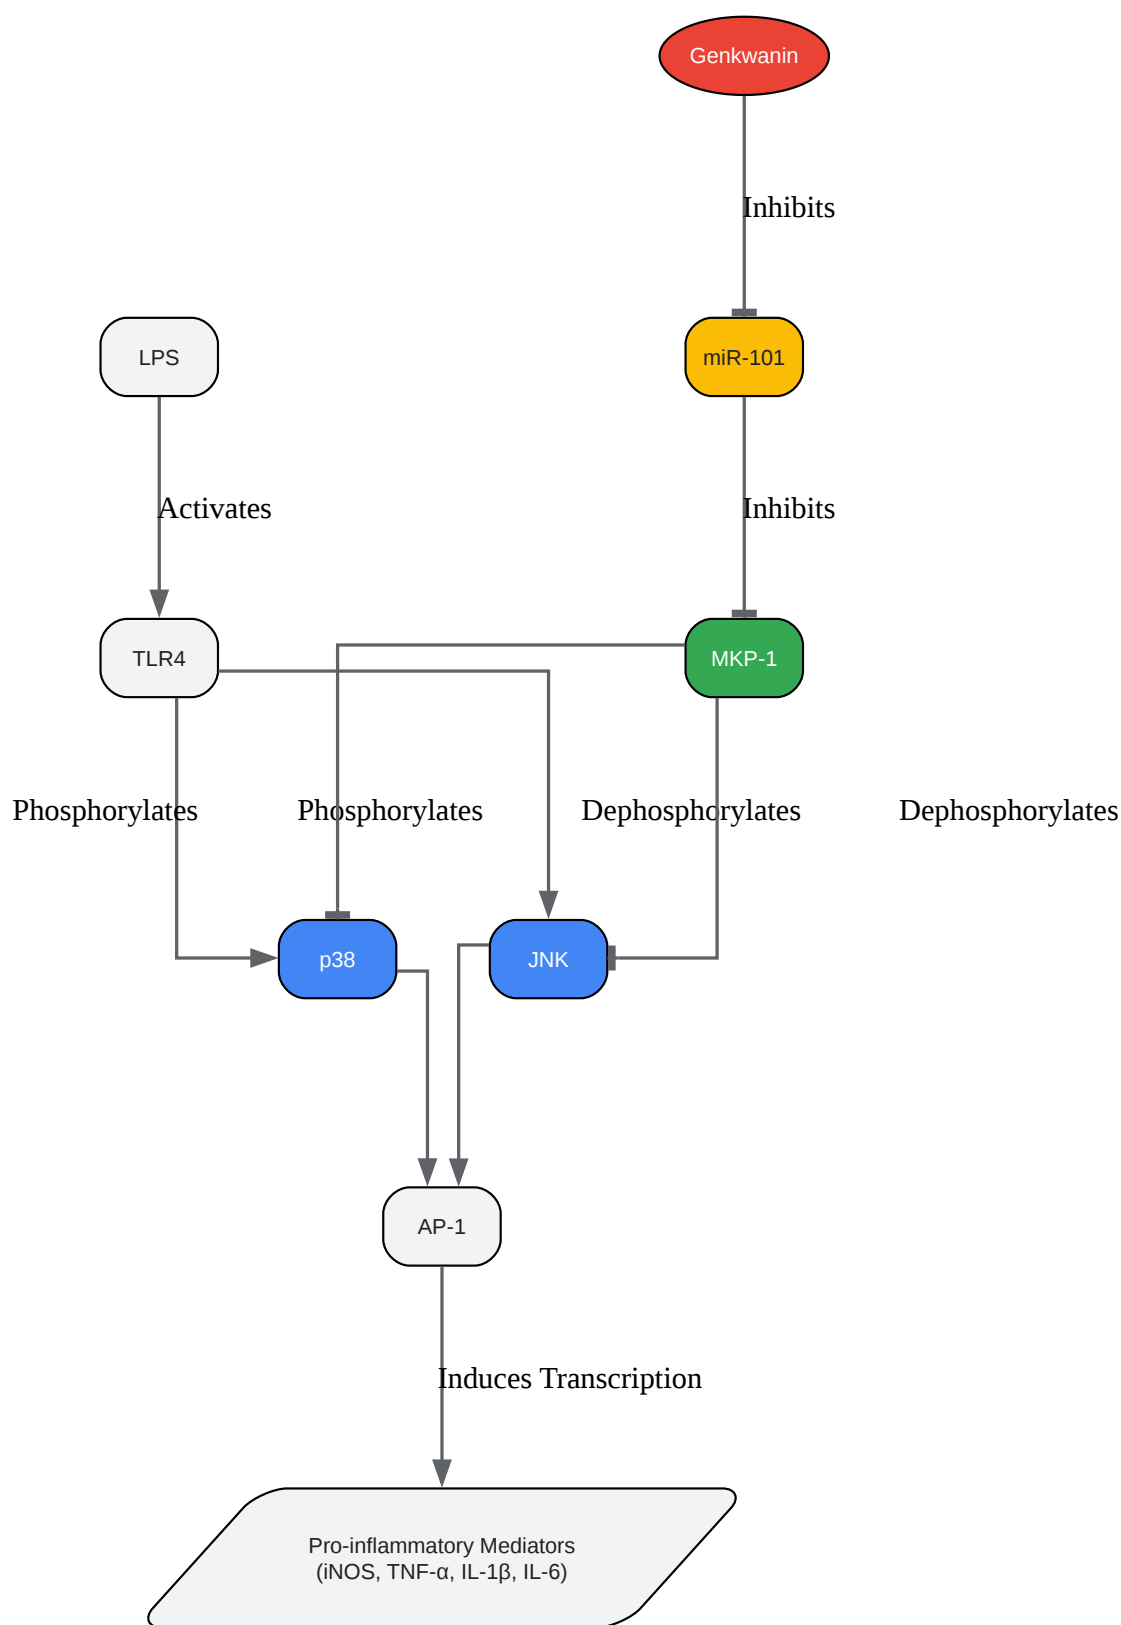 Genkwanin
Inhibits
LPS
miR-101
Activates
Inhibits
TLR4
MKP-1
Phosphorylates
Phosphorylates
Dephosphorylates
Dephosphorylates
p38
JNK
AP-1
Induces Transcription
Pro-inflammatory Mediators
(iNOS, TNF-α, IL-1β, IL-6)